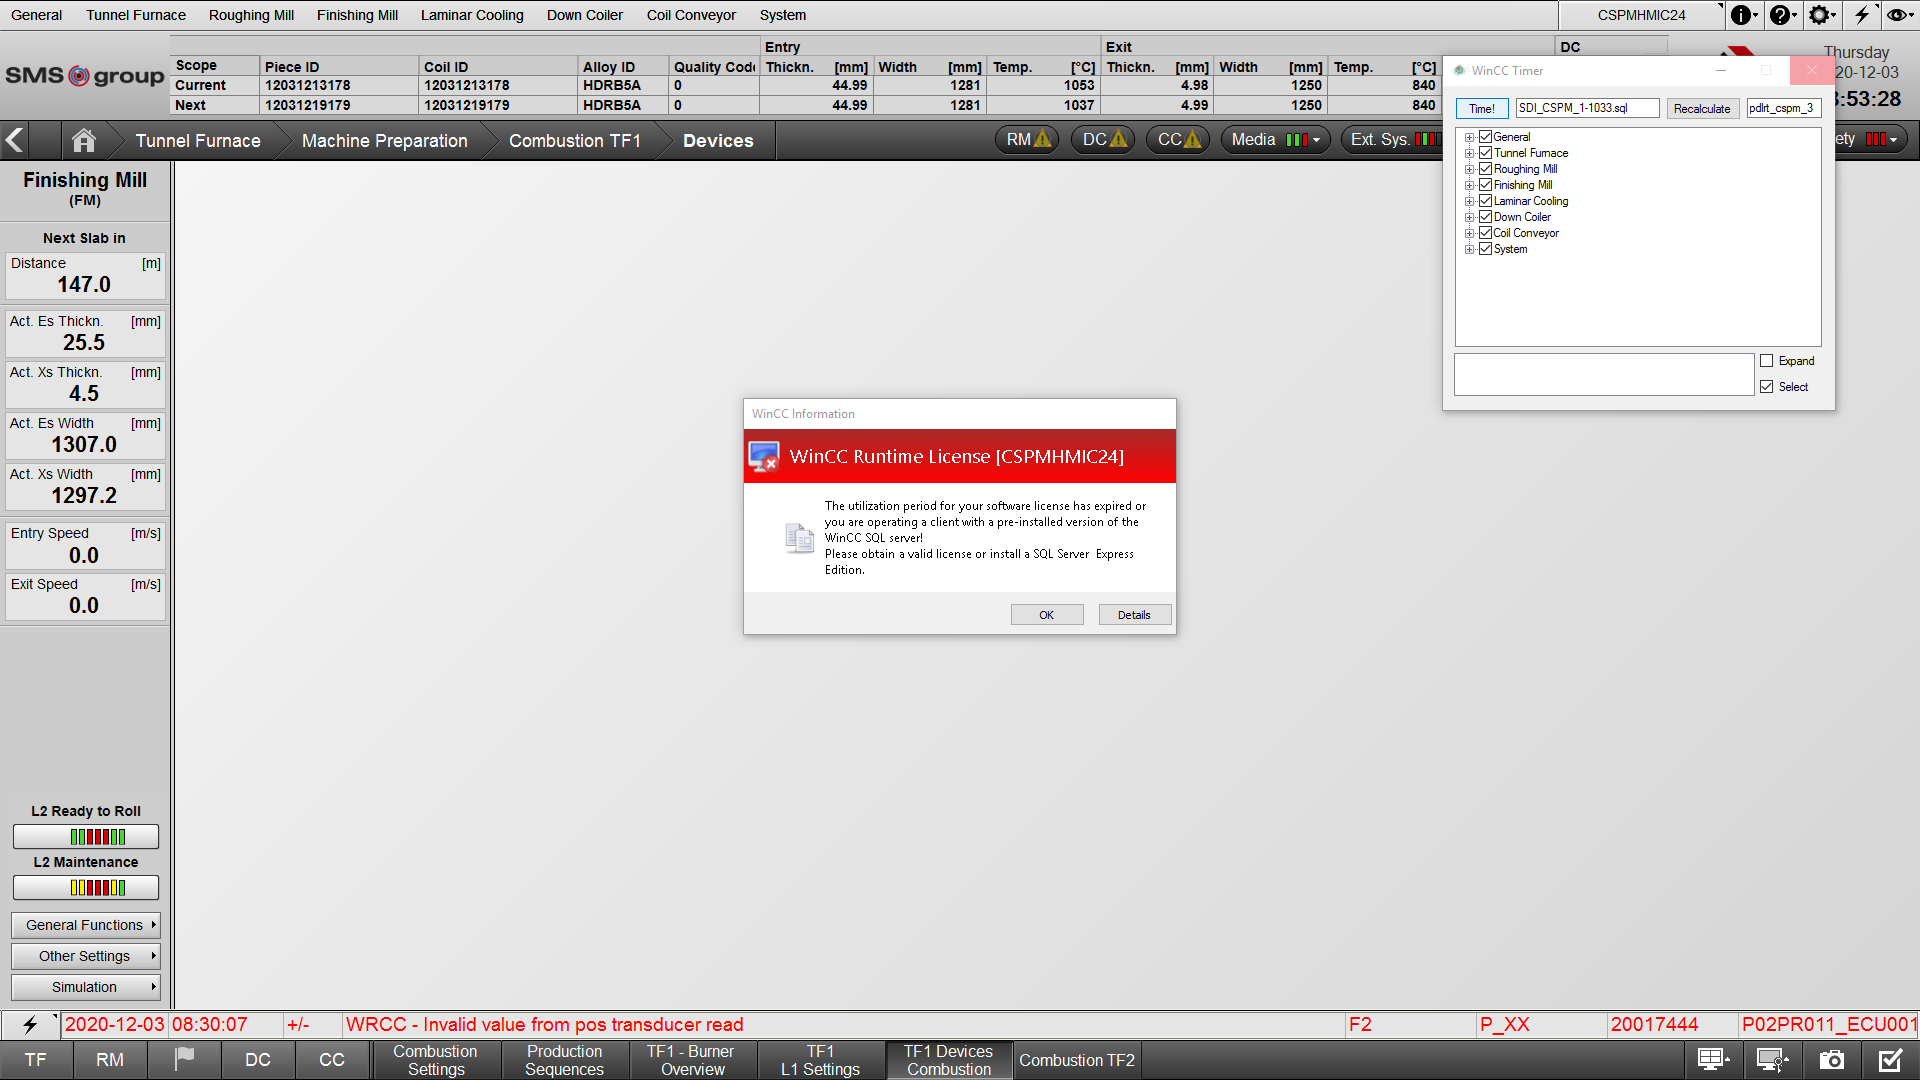 General Tunnel Furnace Roughing Mill Finishing Mill Laminar Cooling Down Coiler Coil Conveyor System CSPMHMIC24
SMS group
Entry Exit DC
Scope Piece ID Coil ID Alloy ID Quality Code Thickn. [mm] Width [mm] Temp. [°C] Thickn. [mm] Width [mm] Temp. [°C]
Current 12031213178 12031213178 HDRB5A 0 44.99 1281 1053 4.98 1250 840
Next 12031219179 12031219179 HDRB5A 0 44.99 1281 1037 4.99 1250 840
Thursday
20-12-03
:53:28
Tunnel Furnace Machine Preparation Combustion TF1 Devices RM DC CC Media Ext. Sys. ety
WinCC Timer
Time! SDI_CSPM_1-1033.sql Recalculate pdlrt_cspm_3
General
Tunnel Furnace
Roughing Mill
Finishing Mill
Laminar Cooling
Down Coiler
Coil Conveyor
System
Expand
Select
Finishing Mill
(FM)
Next Slab in
Distance [m]
147.0
Act. Es Thickn. [mm]
25.5
Act. Xs Thickn. [mm]
4.5
Act. Es Width [mm]
1307.0
Act. Xs Width [mm]
1297.2
Entry Speed [m/s]
0.0
Exit Speed [m/s]
0.0
L2 Ready to Roll
L2 Maintenance
General Functions
Other Settings
Simulation
WinCC Information
WinCC Runtime License [CSPMHMIC24]
The utilization period for your software license has expired or
you are operating a client with a pre-installed version of the
WinCC SQL server!
Please obtain a valid license or install a SQL Server Express
Edition.
OK Details
2020-12-03 08:30:07 +/- WRCC - Invalid value from pos transducer read F2 P_XX 20017444 P02PR011_ECU001
TF RM DC CC
Combustion
Settings
Production
Sequences
TF1 - Burner
Overview
TF1
L1 Settings
TF1 Devices
Combustion
Combustion TF2